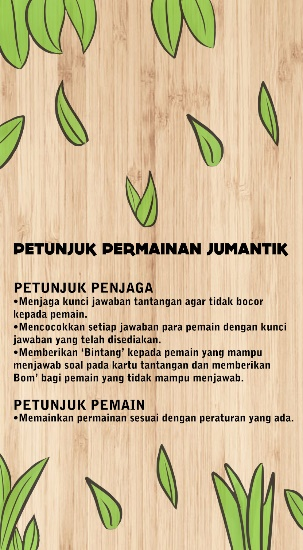 PETUNJUK PERMAINAN JUMANTIK
PETUNJUK PENJAGA
•Menjaga kunci jawaban tantangan agar tidak bocor
kepada pemain.
•Mencocokkan setiap jawaban para pemain dengan kunci
jawaban yang telah disediakan.
•Memberikan ‘Bintang’ kepada pemain yang mampu
menjawab soal pada kartu tantangan dan memberikan
Bom’ bagi pemain yang tidak mampu menjawab.
PETUNJUK PEMAIN
•Memainkan permainan sesuai dengan peraturan yang ada.